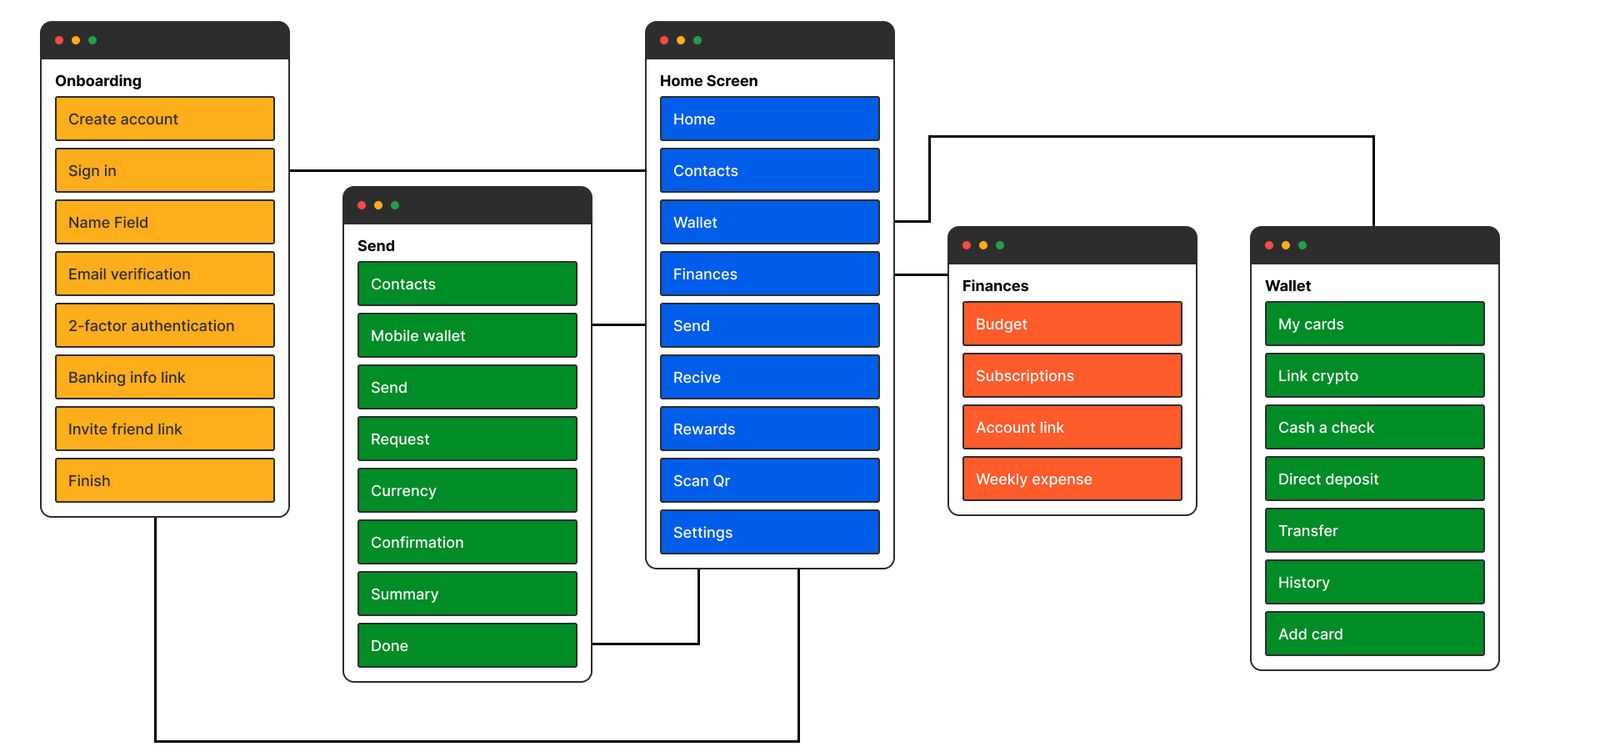 Onboarding
Create account
Sign in
Name Field
Email verification
2-factor authentication
Banking info link
Invite friend link
Finish
Send
Contacts
Mobile wallet
Send
Request
Currency
Confirmation
Summary
Done
Home Screen
Home
Contacts
Wallet
Finances
Send
Recive
Rewards
Scan Qr
Settings
Finances
Budget
Subscriptions
Account link
Weekly expense
Wallet
My cards
Link crypto
Cash a check
Direct deposit
Transfer
History
Add card